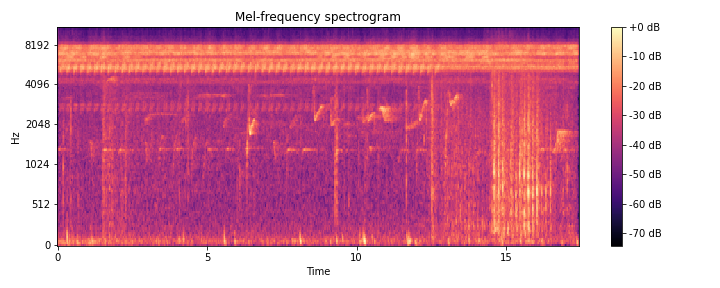 Mel-frequency spectrogram
Hz
8192
4096
2048
1024
512
0
0
5
10
15
Time
+0 dB
-10 dB
-20 dB
-30 dB
-40 dB
-50 dB
-60 dB
-70 dB